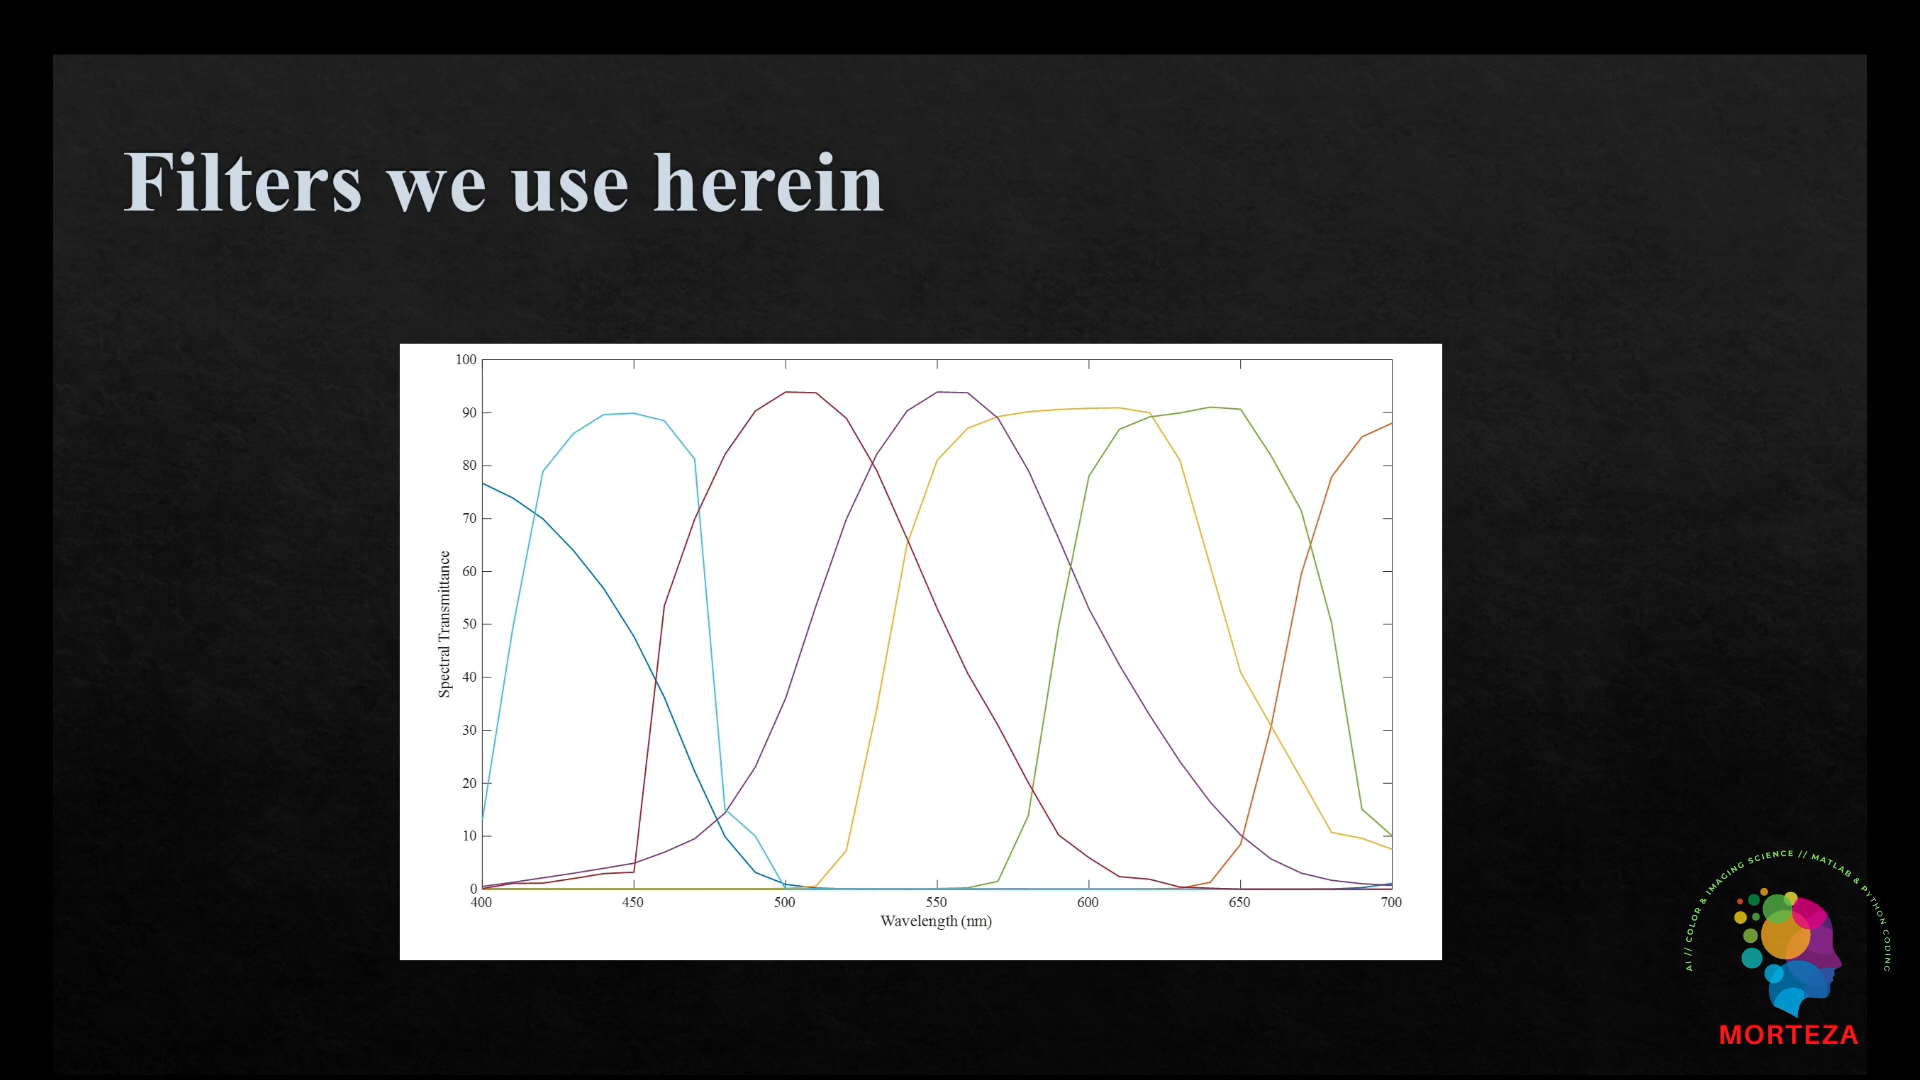 Filters we use herein
100
90
80
70
60
50
40
30
20
10
0
Spectral Transmittance
400 450 500 550 600 650 700
Wavelength (nm)
AI // COLOR & IMAGING SCIENCE // MATLAB & PYTHON CODING
MORTEZA